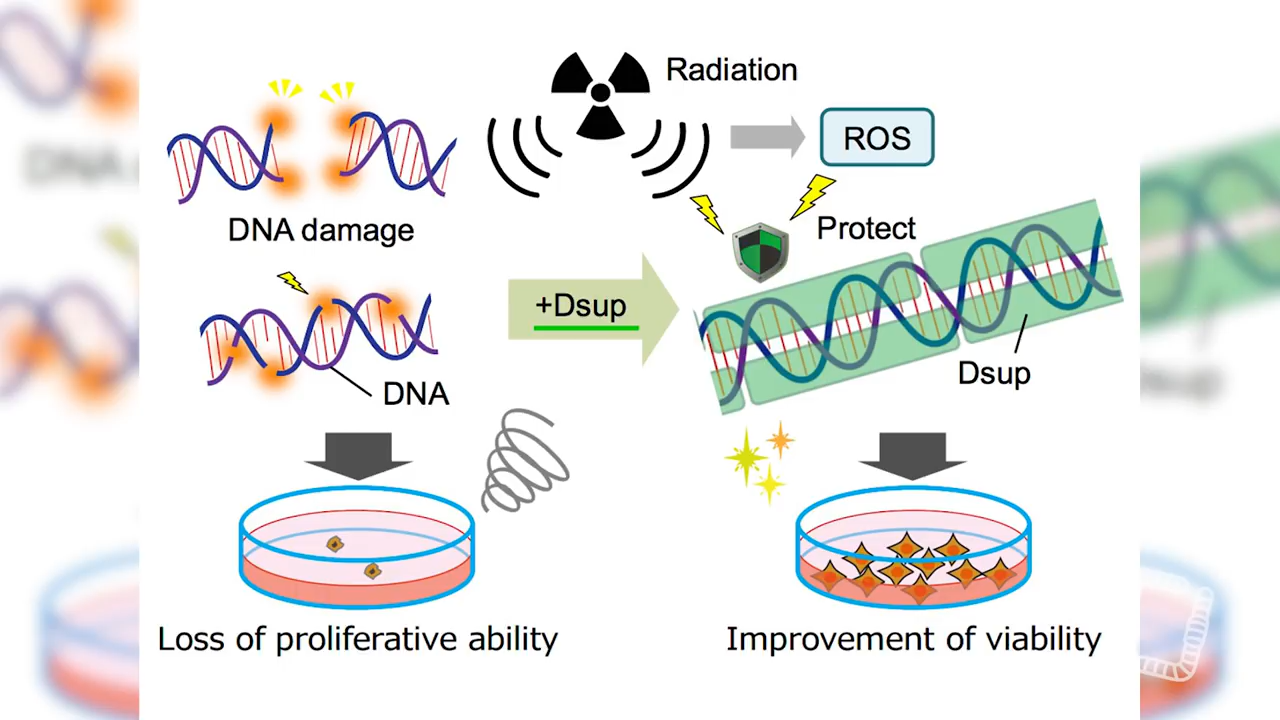 Radiation
ROS
DNA damage
Protect
+Dsup
Dsup
DNA
Loss of proliferative ability
Improvement of viability